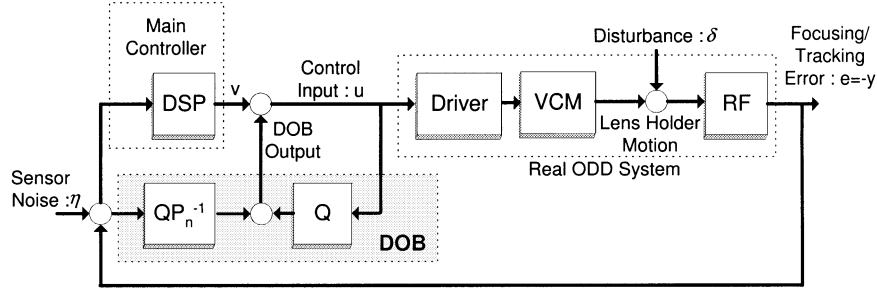 Main
Controller
DSP
v
Control
Input : u
DOB
Output
Disturbance : δ
Driver
VCM
RF
Lens Holder
Motion
Real ODD System
Focusing/
Tracking
Error : e=-y
Sensor
Noise :η
QPn⁻¹
Q
DOB